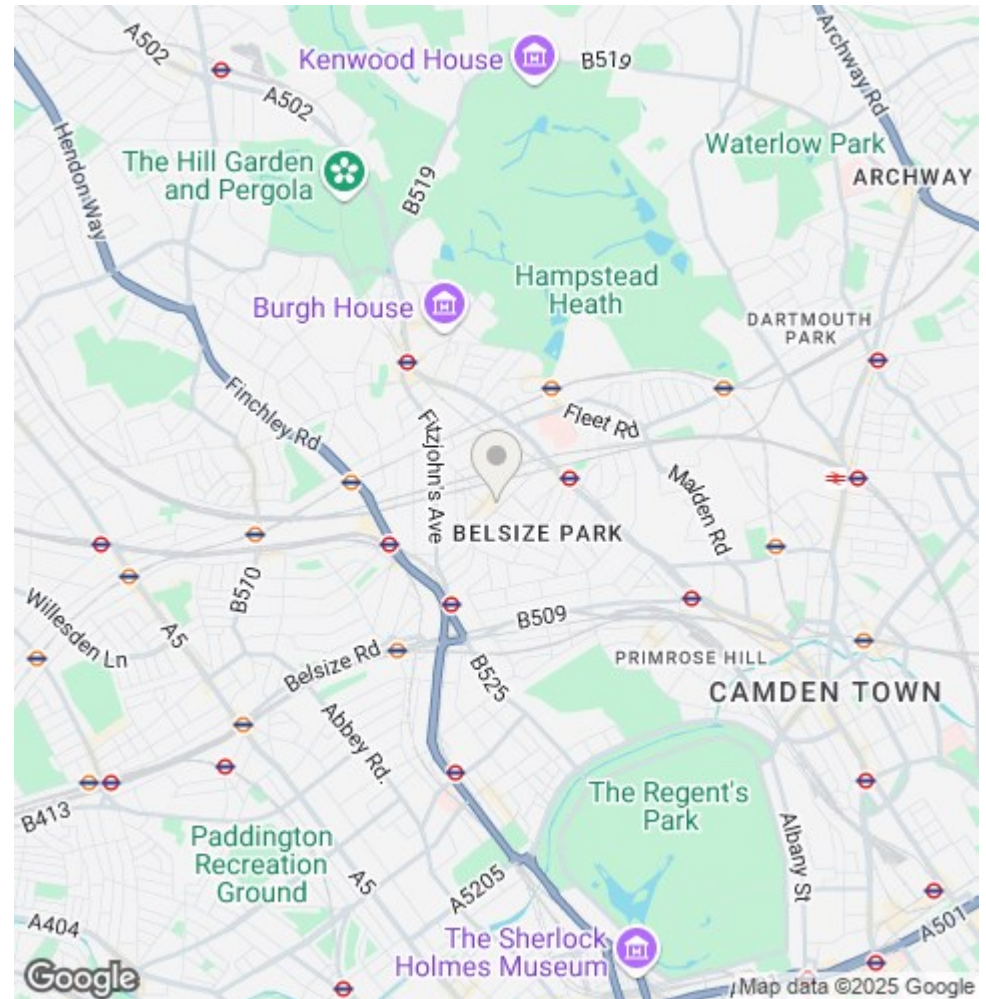 A502
Kenwood House
B519
Archway Rd
A502
Hendon Way
The Hill Garden
and Pergola
B519
Waterlow Park
ARCHWAY
Hampstead
Heath
Burgh House
DARTMOUTH
PARK
Finchley Rd
Fitzjohn's Ave
Fleet Rd
Malden Rd
BELSIZE PARK
B570
Willesden Ln
A5
B509
Belsize Rd
B525
PRIMROSE HILL
CAMDEN TOWN
Abbey Rd.
The Regent's
Park
B413
Paddington
Recreation
Ground
A5
A5205
Albany St
A404
A501
The Sherlock
Holmes Museum
Google
Map data ©2025 Google